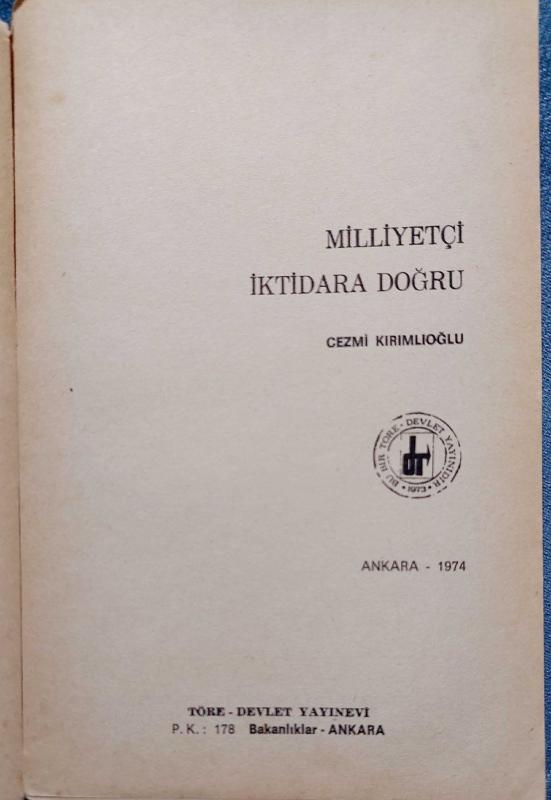 MİLLİYETÇİ
İKTİDARA DOĞRU
CEZMİ KIRIMLIOĞLU
BU BİR TÖRE - DEVLET YAYINIDIR
• 1973 •
ANKARA - 1974
TÖRE - DEVLET YAYINEVİ
P. K. : 178 Bakanlıklar - ANKARA